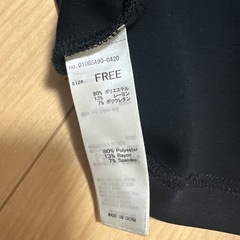 no. 0108SA90-0420
size FREE
80% ポリエステル
13% レーヨン
7% ポリウレタン
80% Polyester
13% Rayon
7% Spandex
MADE IN CHINA